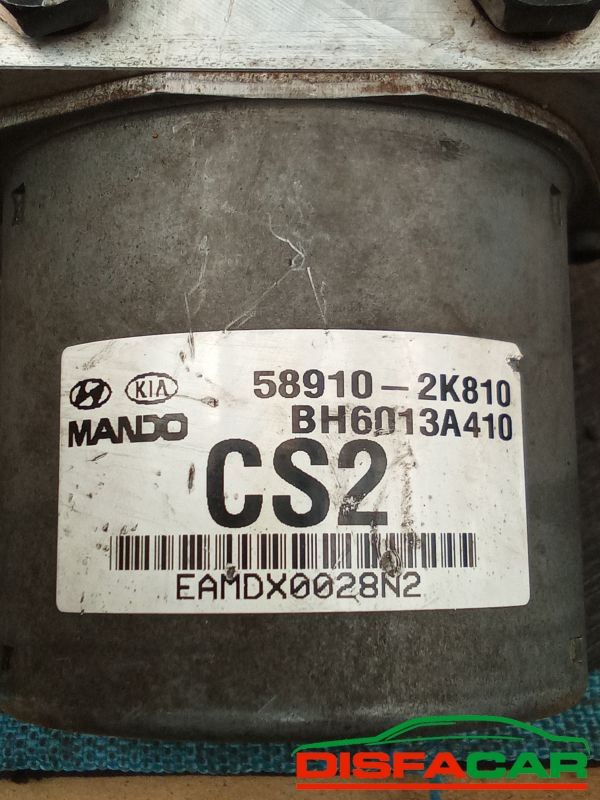 KIA 58910-2K810
MANDO BH6013A410
CS2
EAMDX0028N2
DISFACAR